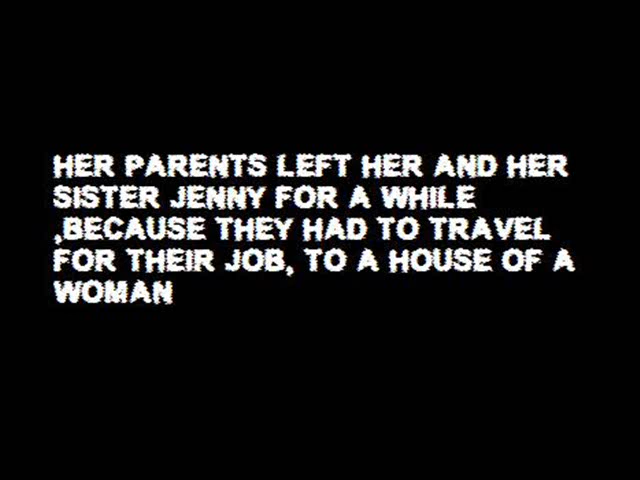 HER PARENTS LEFT HER AND HER
SISTER JENNY FOR A WHILE
,BECAUSE THEY HAD TO TRAVEL
FOR THEIR JOB, TO A HOUSE OF A
WOMAN